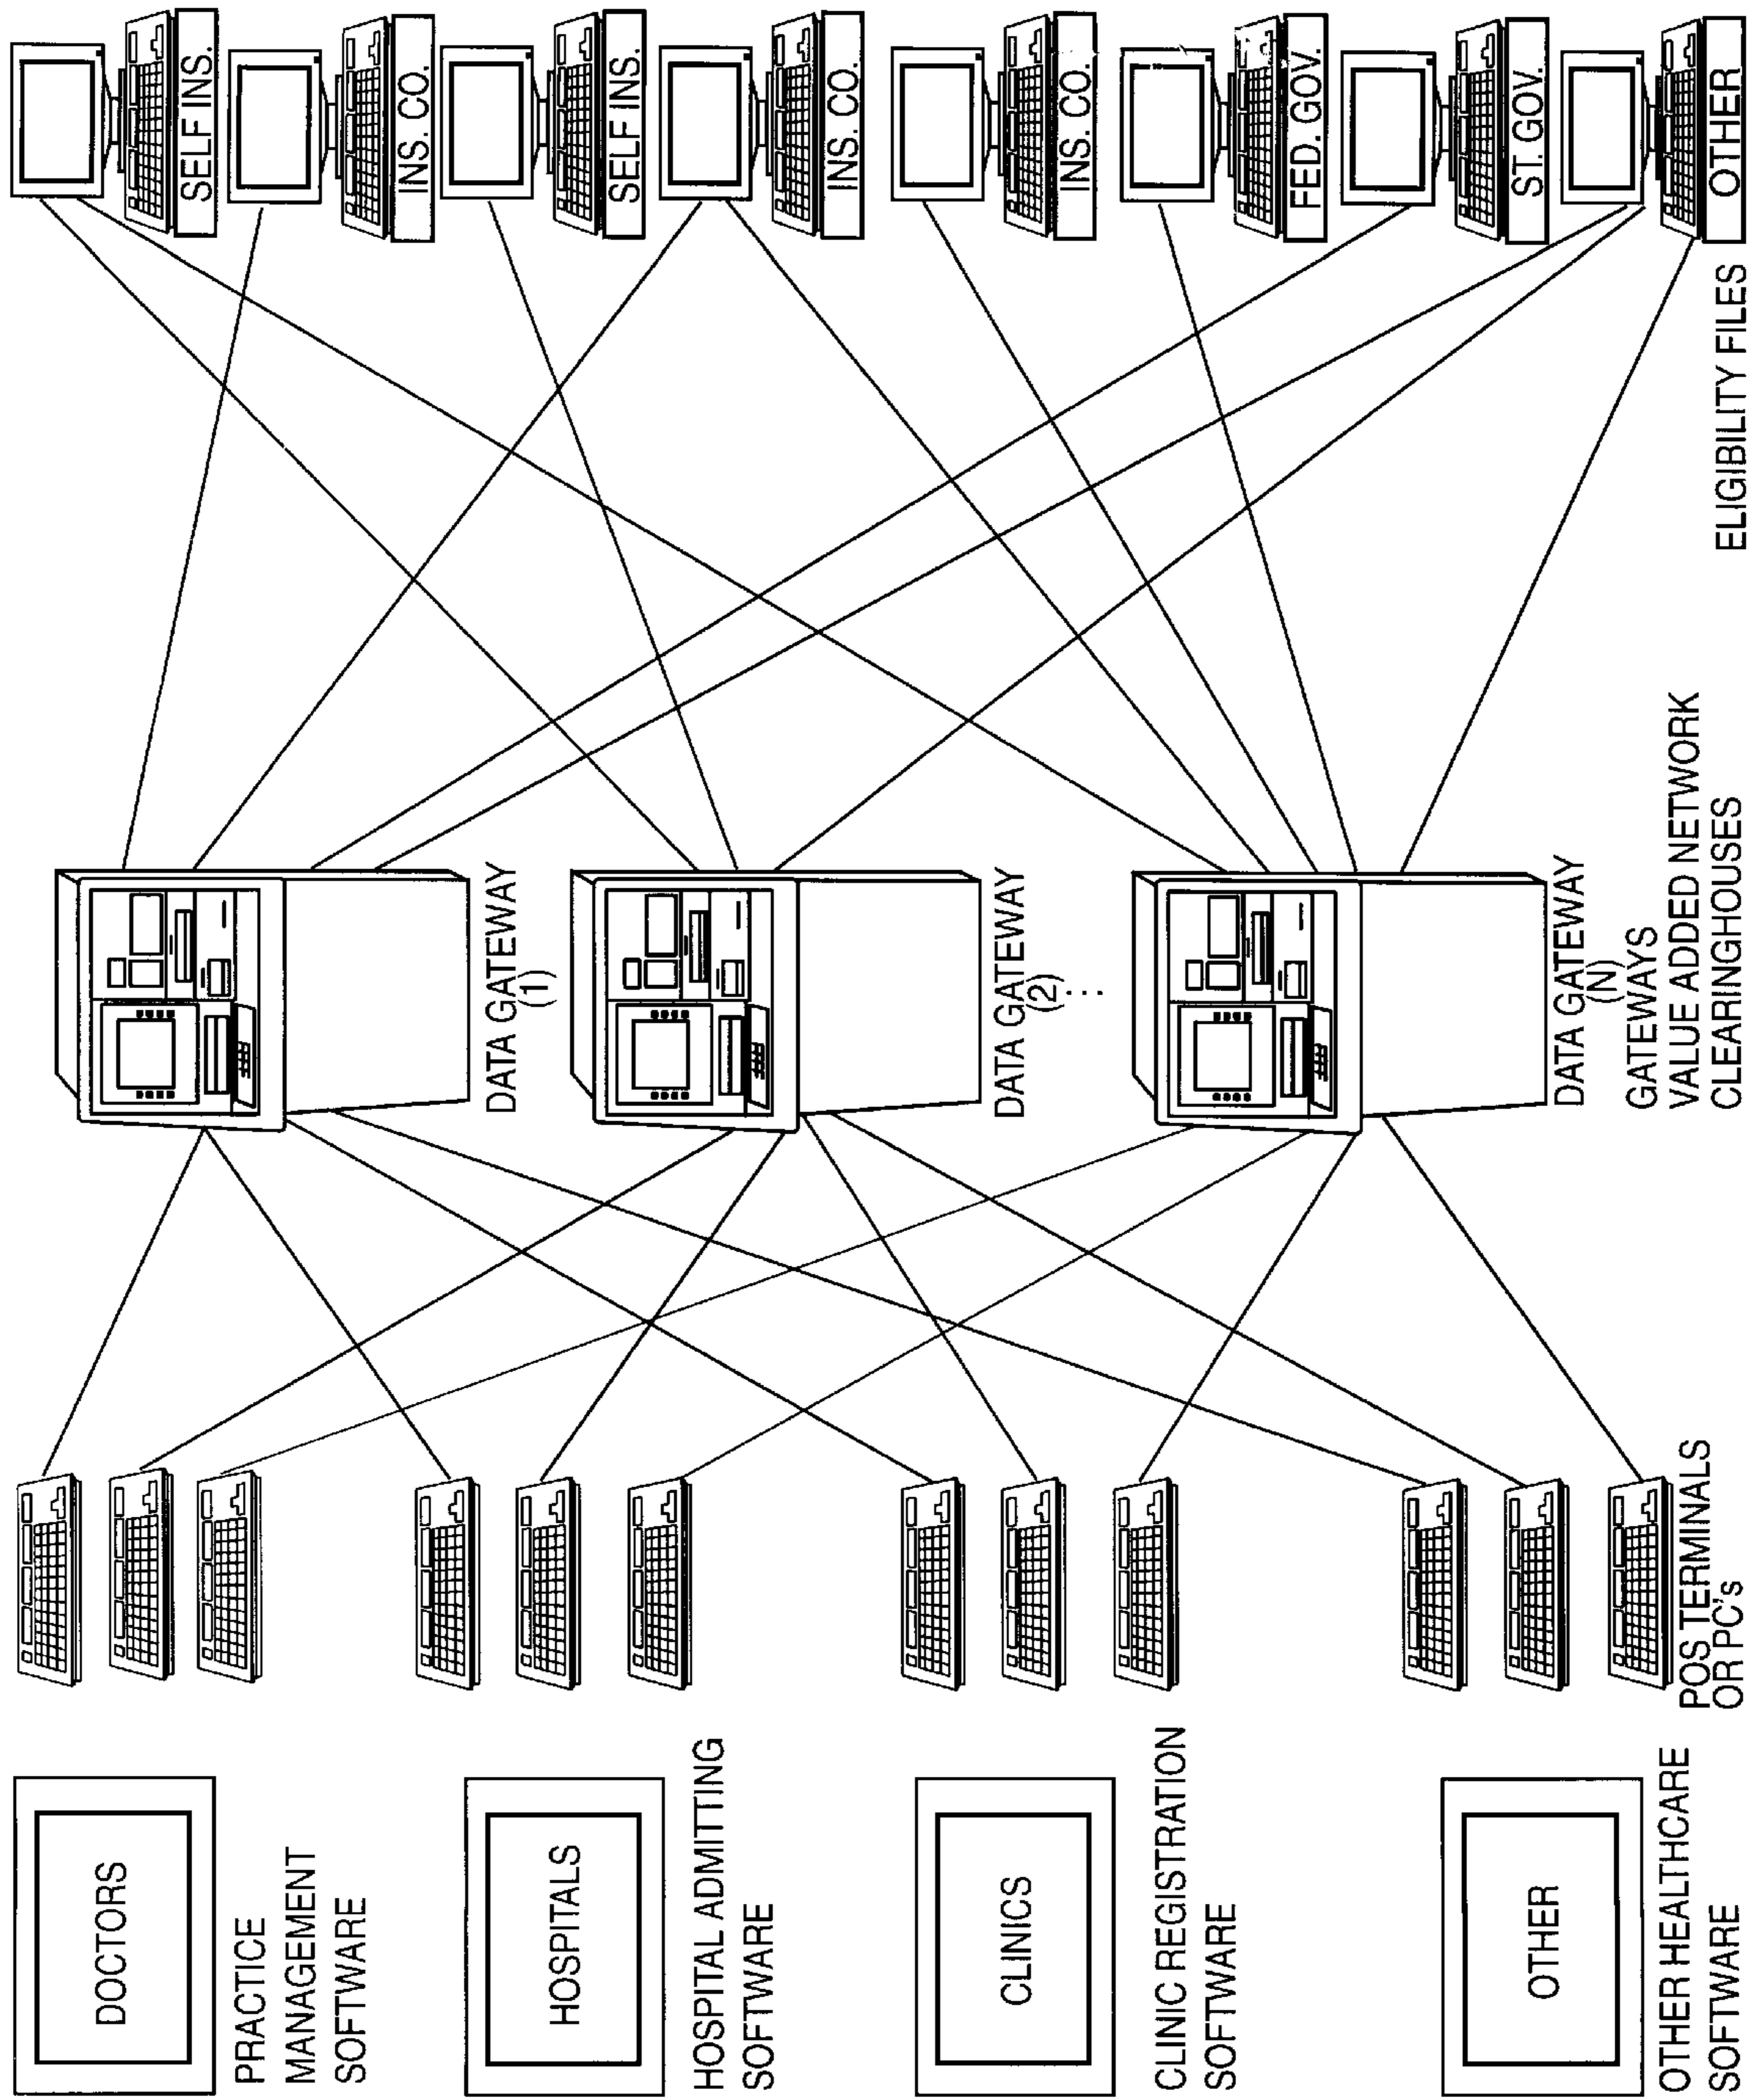 DOCTORS
PRACTICE
MANAGEMENT
SOFTWARE
HOSPITALS
HOSPITAL ADMITTING
SOFTWARE
CLINICS
CLINIC REGISTRATION
SOFTWARE
OTHER
OTHER HEALTHCARE
SOFTWARE
POS TERMINALS
OR PC's
DATA GATEWAY
(1)
DATA GATEWAY
(2)
...
DATA GATEWAY
(N)
GATEWAYS
VALUE ADDED NETWORK
CLEARINGHOUSES
SELF INS.
INS. CO.
SELF INS.
INS. CO.
INS. CO.
FED. GOV.
ST. GOV.
OTHER
ELIGIBILITY FILES